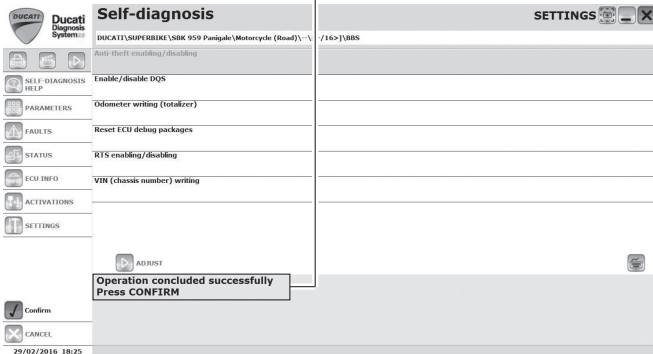 DUCATI
Ducati
Diagnosis
System
Self-diagnosis
SETTINGS
DUCATI\SUPERBIKE\SBK 959 Panigale\Motorcycle (Road)\--\[-/16>]\BBS
Anti-theft enabling/disabling
SELF-DIAGNOSIS
HELP
Enable/disable DQS
PARAMETERS
Odometer writing (totalizer)
FAULTS
Reset ECU debug packages
STATUS
RTS enabling/disabling
ECU INFO
VIN (chassis number) writing
ACTIVATIONS
SETTINGS
ADJUST
Operation concluded successfully
Press CONFIRM
Confirm
CANCEL
29/02/2016 18:25